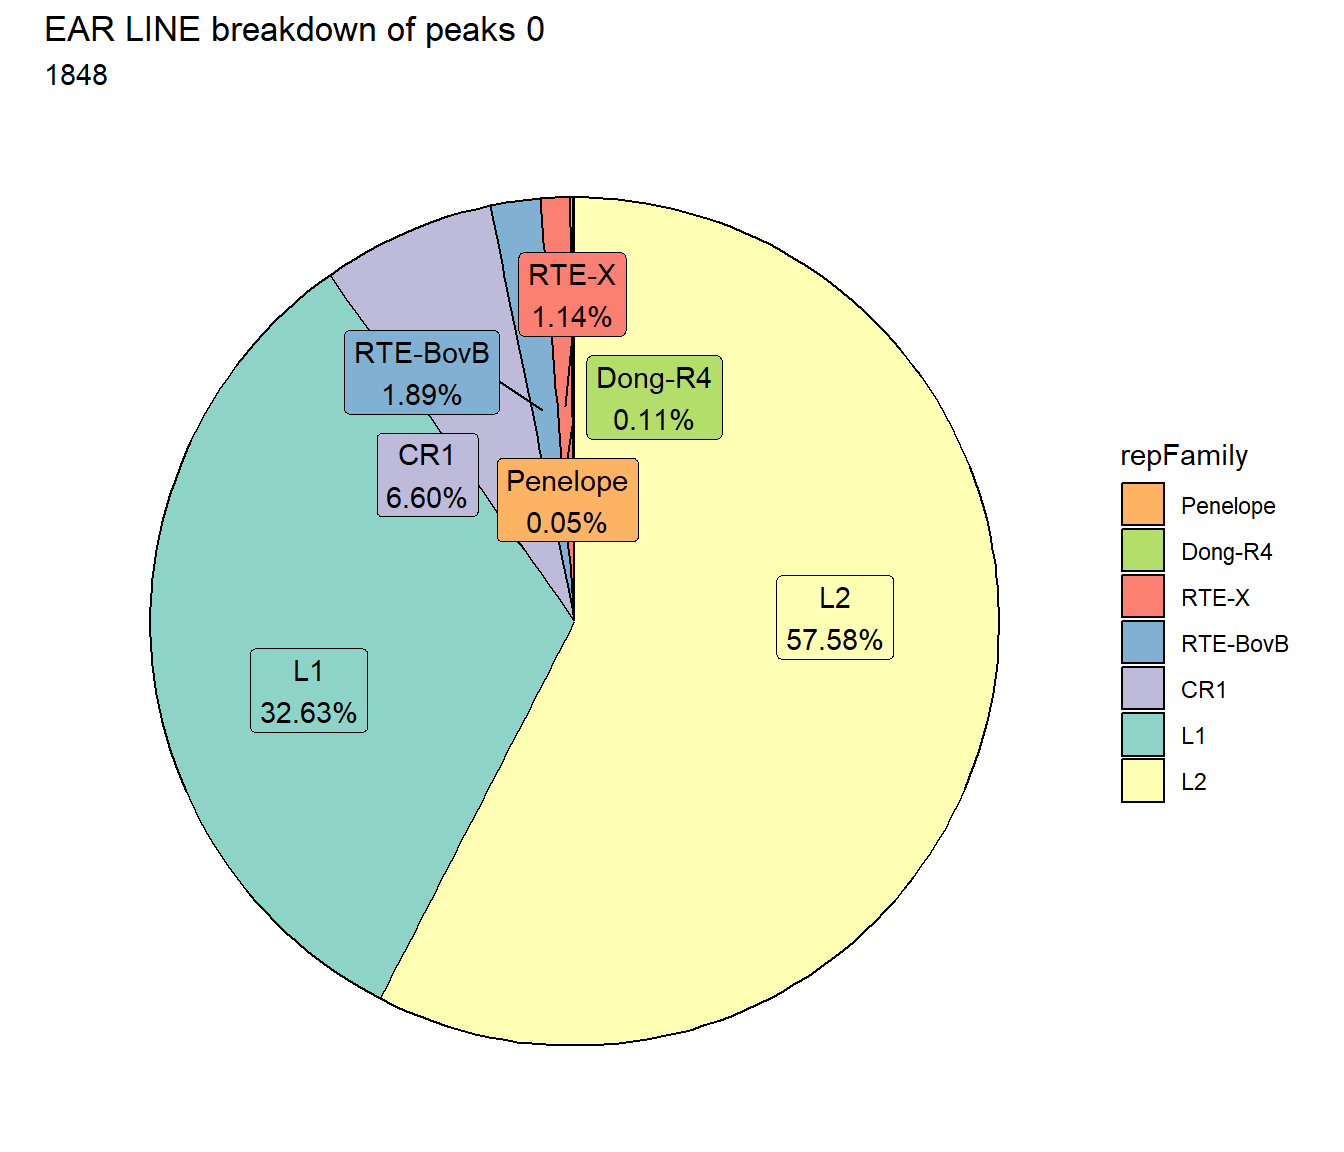 EAR LINE breakdown of peaks 0
1848
RTE-X
1.14%
RTE-BovB
1.89%
Dong-R4
0.11%
CR1
6.60%
Penelope
0.05%
L2
57.58%
L1
32.63%
repFamily
Penelope
Dong-R4
RTE-X
RTE-BovB
CR1
L1
L2